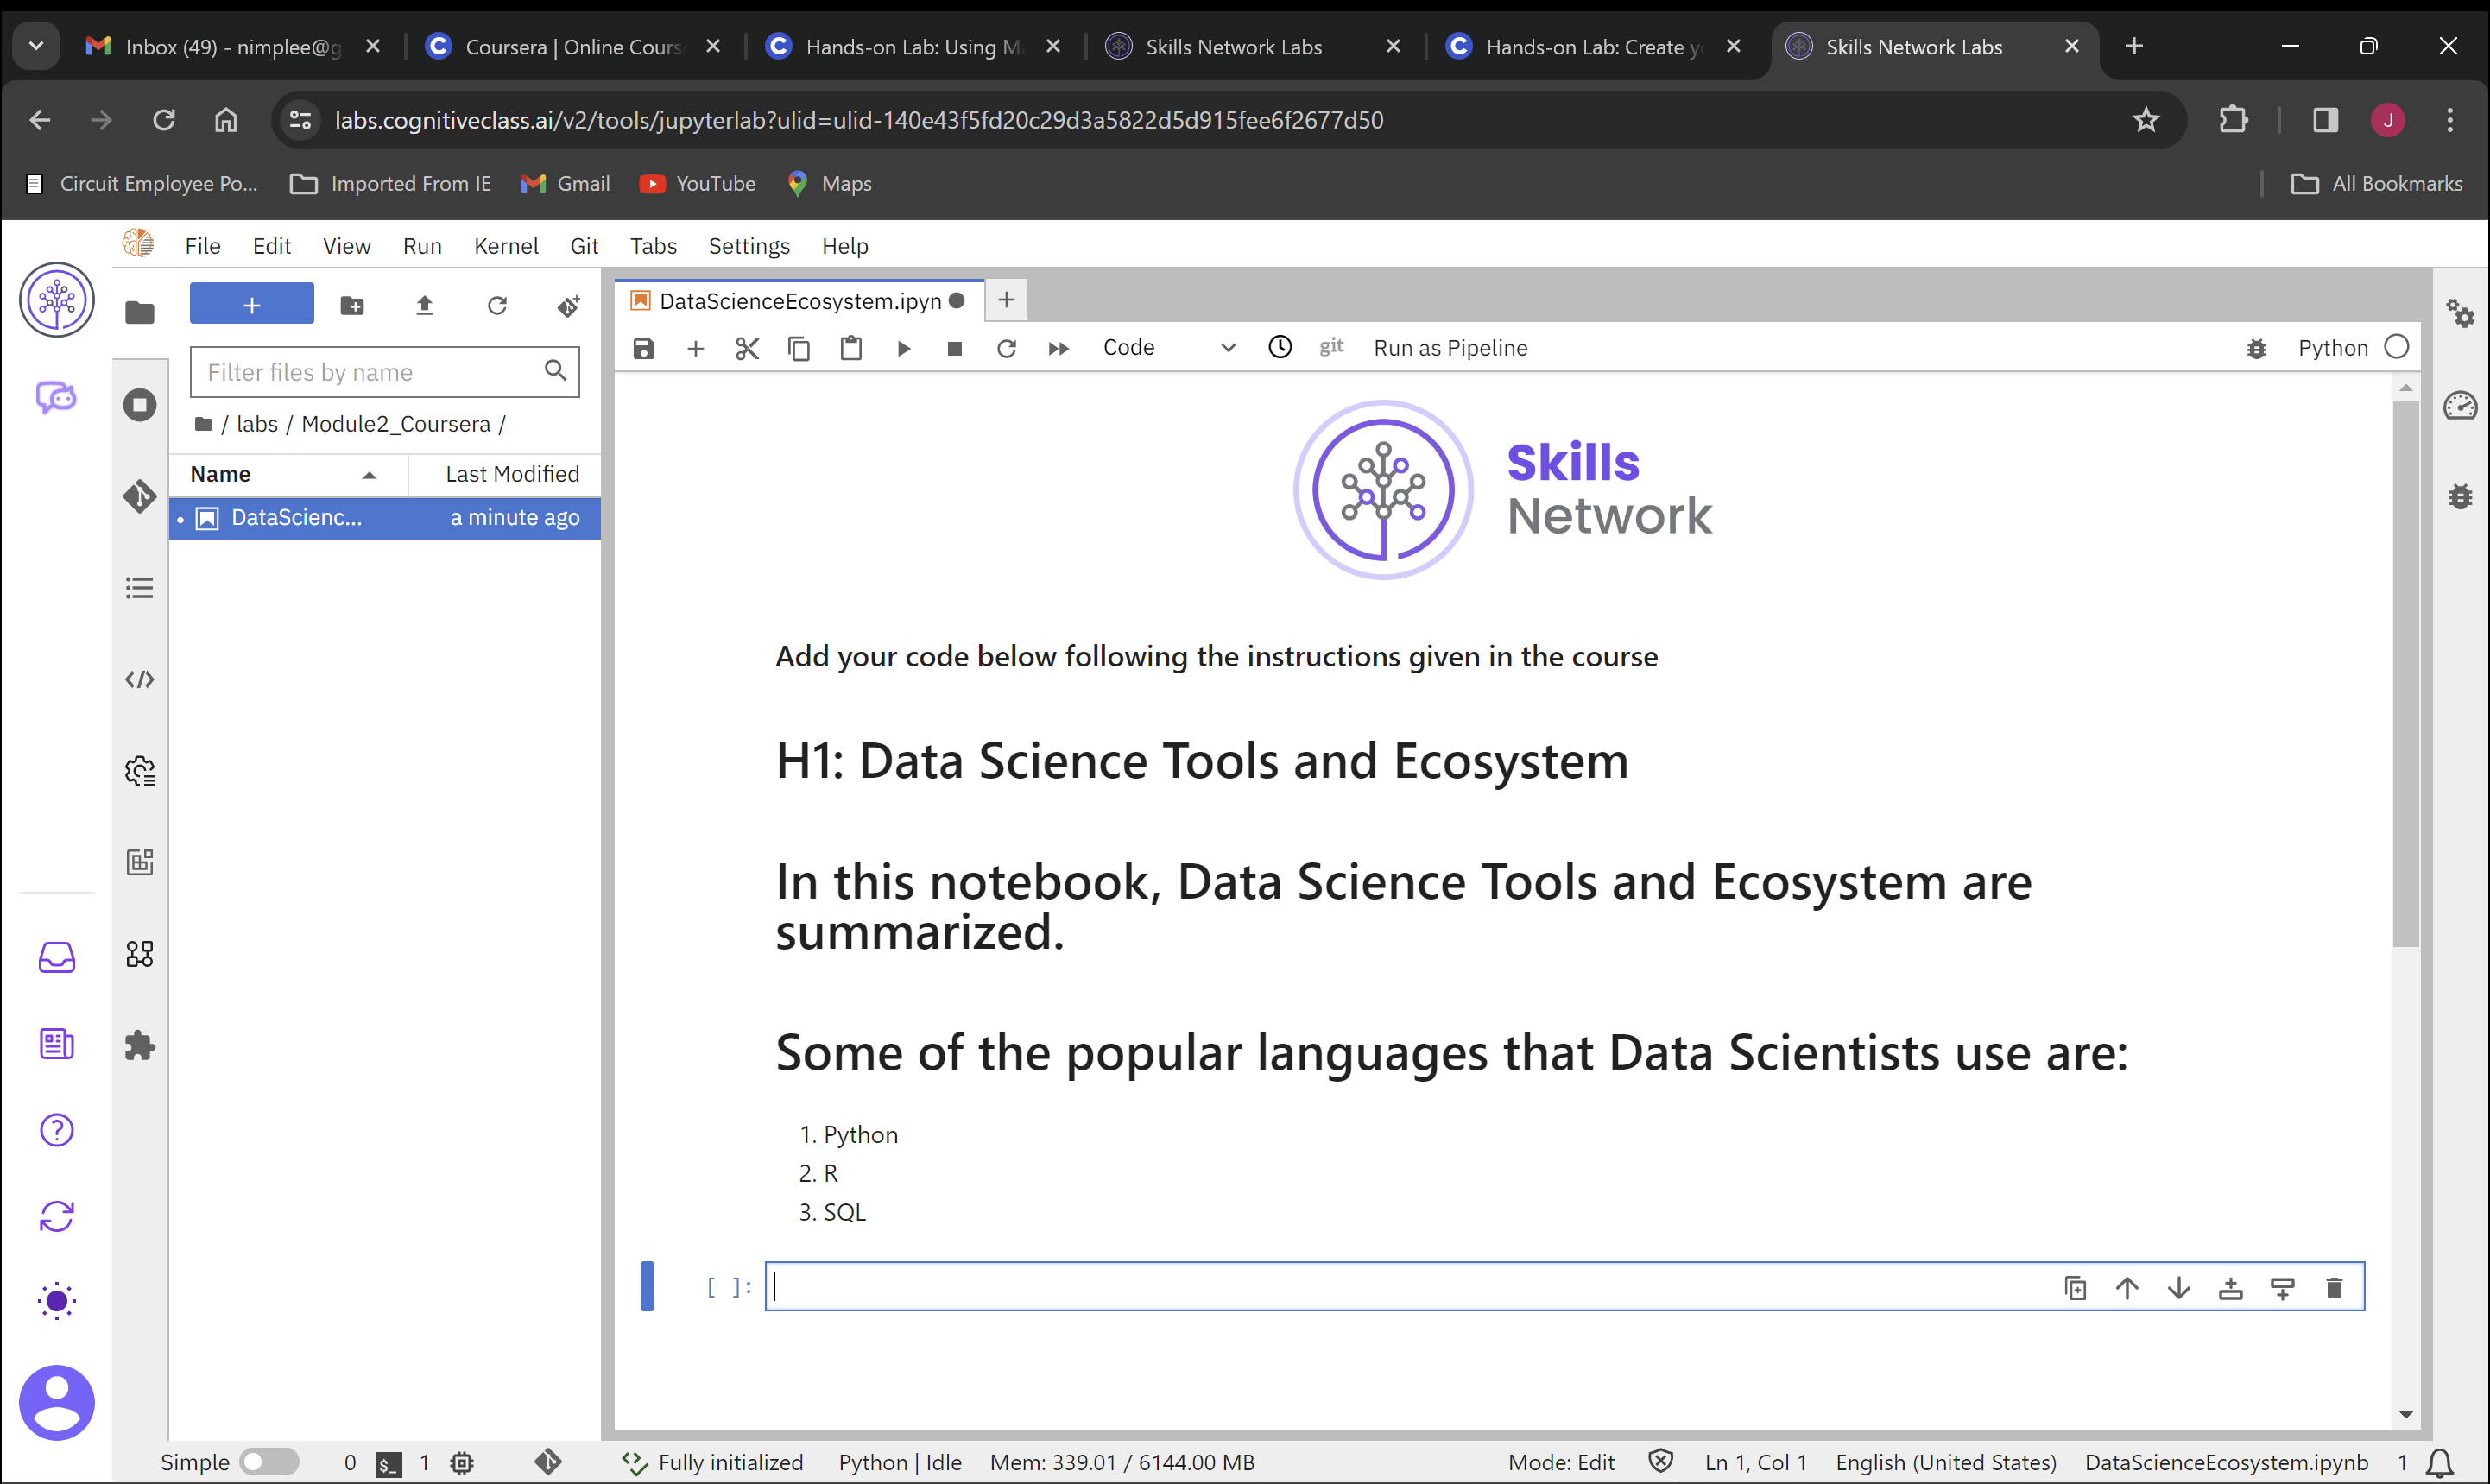 Inbox (49) - nimplee@g
Coursera | Online Cours
Hands-on Lab: Using M
Skills Network Labs
Hands-on Lab: Create y
Skills Network Labs
labs.cognitiveclass.ai/v2/tools/jupyterlab?ulid=ulid-140e43f5fd20c29d3a5822d5d915fee6f2677d50
J
Circuit Employee Po...
Imported From IE
Gmail
YouTube
Maps
All Bookmarks
File Edit View Run Kernel Git Tabs Settings Help
DataScienceEcosystem.ipyn
Code
git
Run as Pipeline
Python
Filter files by name
/ labs / Module2_Coursera /
Name
Last Modified
DataScienc...
a minute ago
Skills
Network
Add your code below following the instructions given in the course
H1: Data Science Tools and Ecosystem
In this notebook, Data Science Tools and Ecosystem are
summarized.
Some of the popular languages that Data Scientists use are:
1. Python
2. R
3. SQL
[ ]:
Simple
0
$_
1
Fully initialized
Python | Idle
Mem: 339.01 / 6144.00 MB
Mode: Edit
Ln 1, Col 1
English (United States)
DataScienceEcosystem.ipynb
1